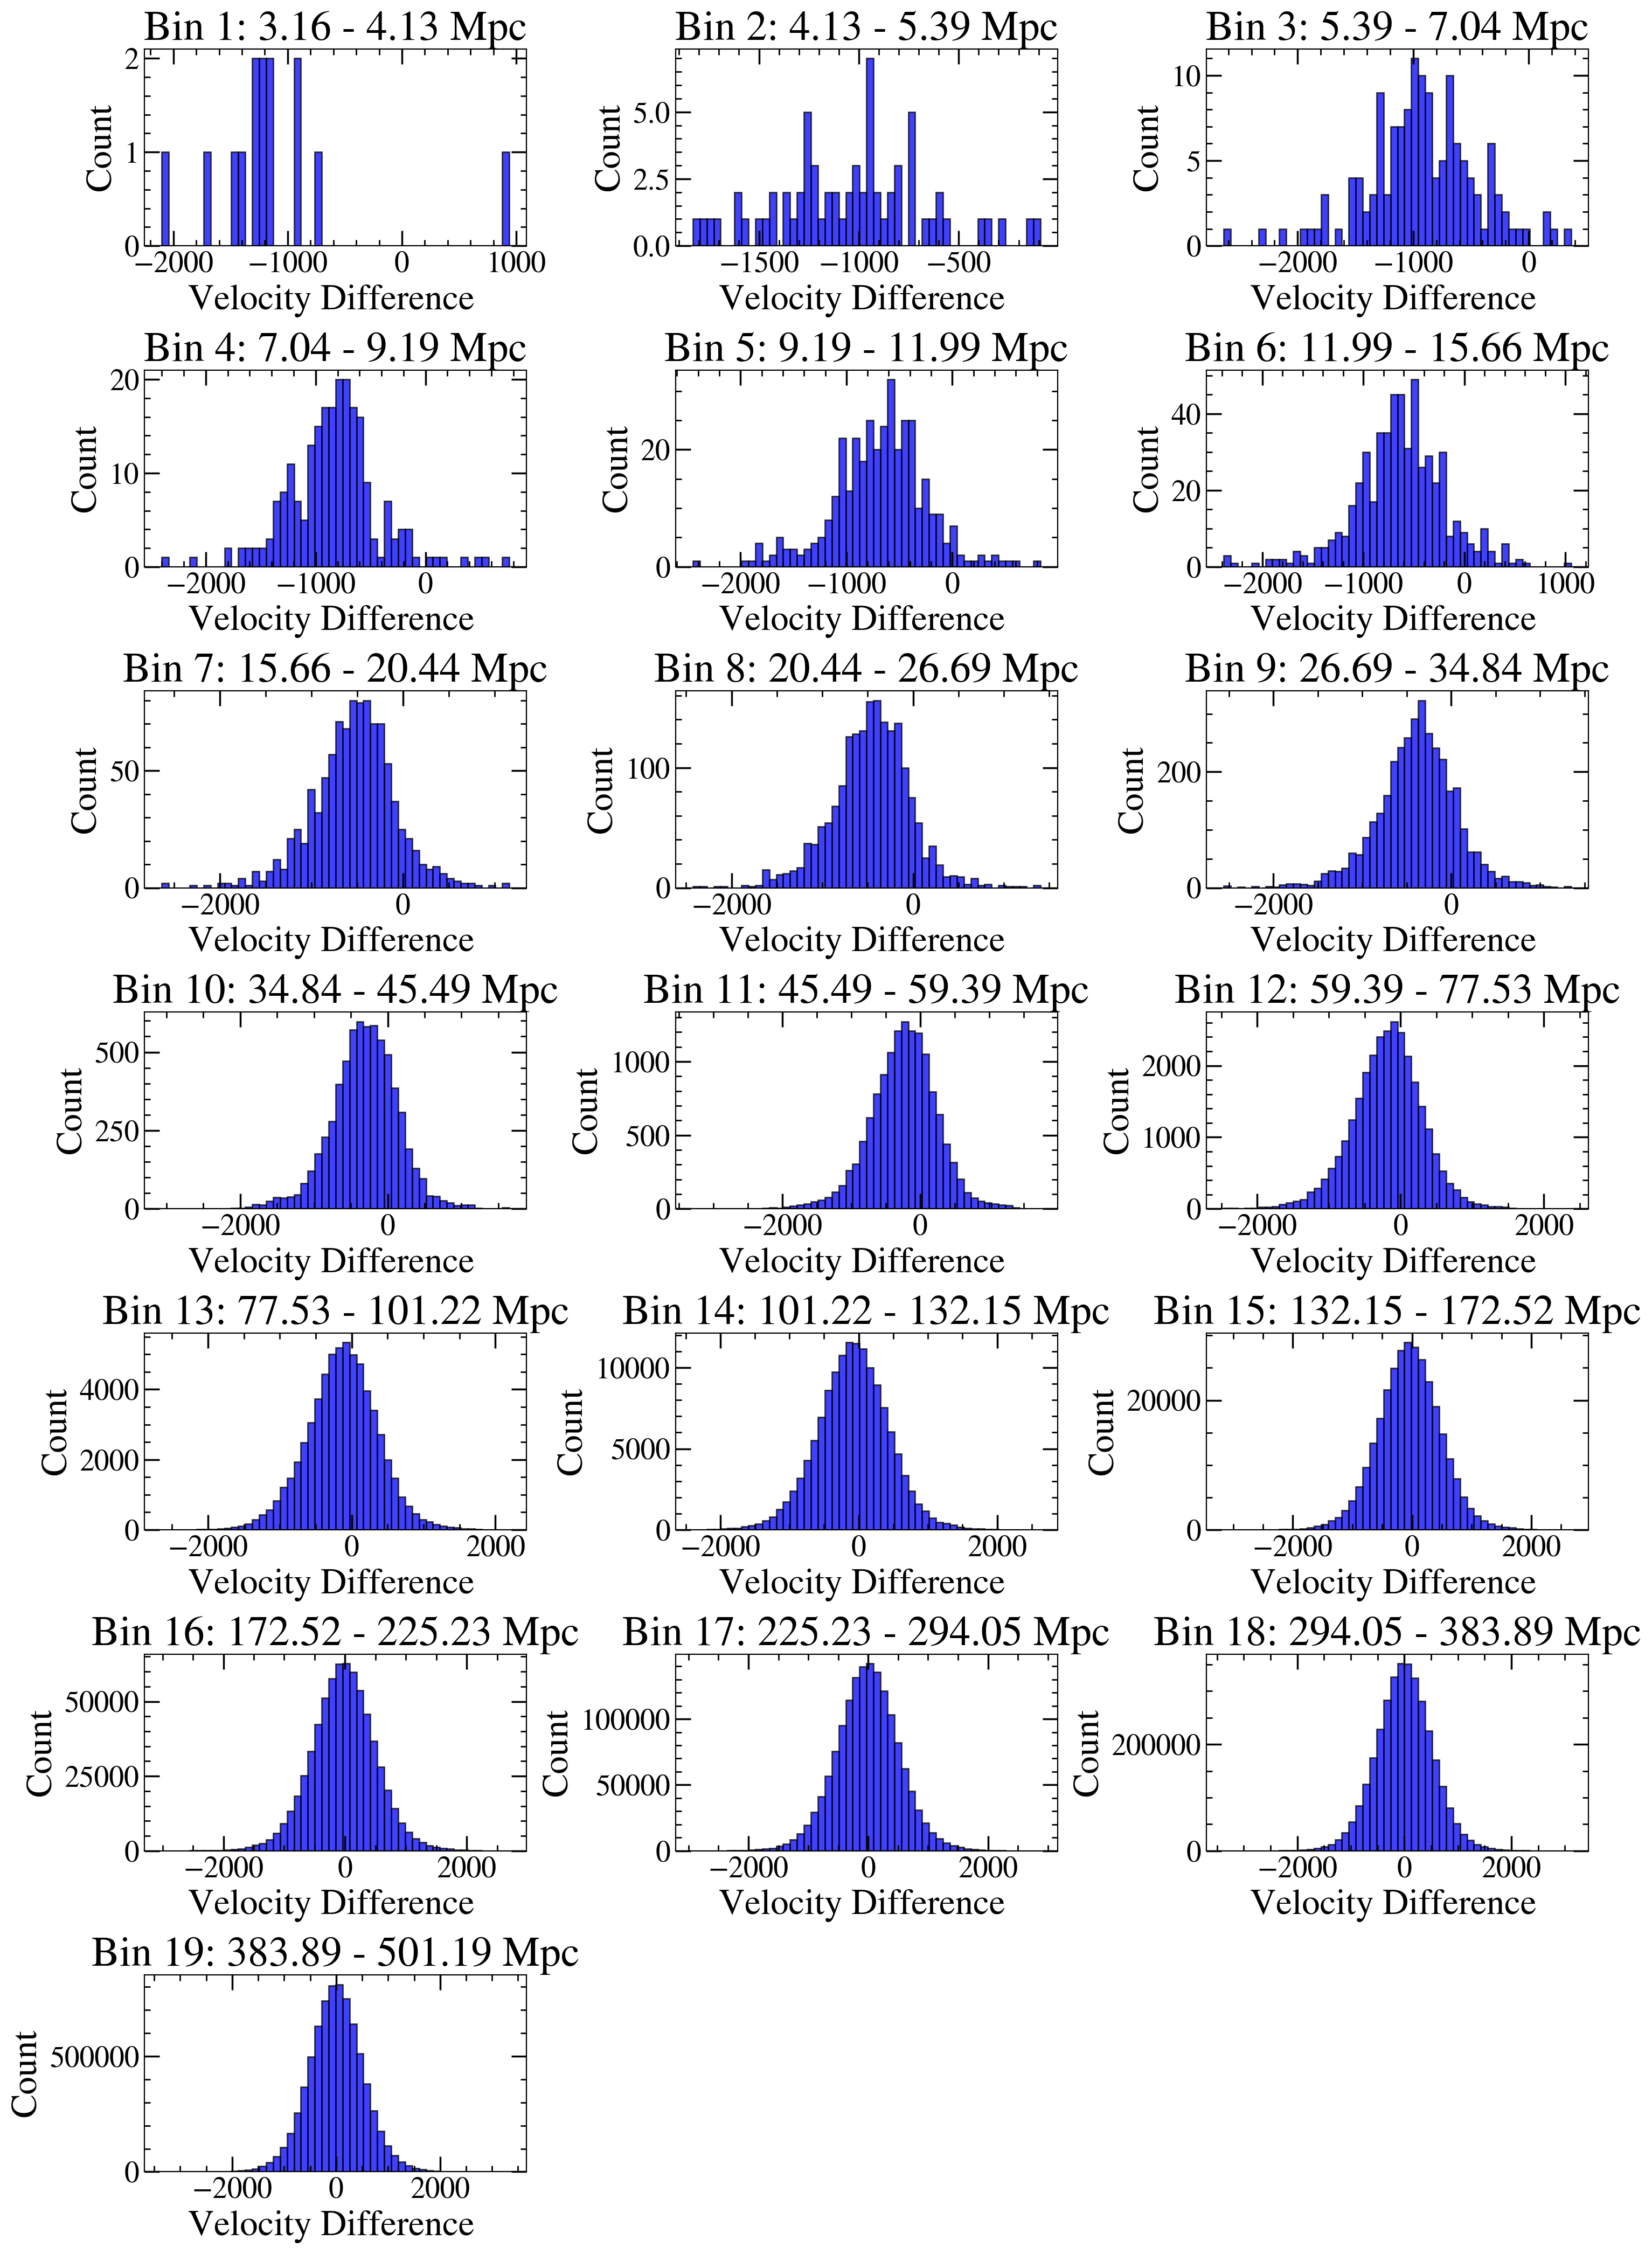 Bin 1: 3.16 - 4.13 Mpc
Count
2
1
0
−2000 −1000 0 1000
Velocity Difference
Bin 2: 4.13 - 5.39 Mpc
Count
5.0
2.5
0.0
−1500 −1000 −500
Velocity Difference
Bin 3: 5.39 - 7.04 Mpc
Count
10
5
0
−2000 −1000 0
Velocity Difference
Bin 4: 7.04 - 9.19 Mpc
Count
20
10
0
−2000 −1000 0
Velocity Difference
Bin 5: 9.19 - 11.99 Mpc
Count
20
0
−2000 −1000 0
Velocity Difference
Bin 6: 11.99 - 15.66 Mpc
Count
40
20
0
−2000 −1000 0 1000
Velocity Difference
Bin 7: 15.66 - 20.44 Mpc
Count
50
0
−2000 0
Velocity Difference
Bin 8: 20.44 - 26.69 Mpc
Count
100
0
−2000 0
Velocity Difference
Bin 9: 26.69 - 34.84 Mpc
Count
200
0
−2000 0
Velocity Difference
Bin 10: 34.84 - 45.49 Mpc
Count
500
250
0
−2000 0
Velocity Difference
Bin 11: 45.49 - 59.39 Mpc
Count
1000
500
0
−2000 0
Velocity Difference
Bin 12: 59.39 - 77.53 Mpc
Count
2000
1000
0
−2000 0 2000
Velocity Difference
Bin 13: 77.53 - 101.22 Mpc
Count
4000
2000
0
−2000 0 2000
Velocity Difference
Bin 14: 101.22 - 132.15 Mpc
Count
10000
5000
0
−2000 0 2000
Velocity Difference
Bin 15: 132.15 - 172.52 Mpc
Count
20000
0
−2000 0 2000
Velocity Difference
Bin 16: 172.52 - 225.23 Mpc
Count
50000
25000
0
−2000 0 2000
Velocity Difference
Bin 17: 225.23 - 294.05 Mpc
Count
100000
50000
0
−2000 0 2000
Velocity Difference
Bin 18: 294.05 - 383.89 Mpc
Count
200000
0
−2000 0 2000
Velocity Difference
Bin 19: 383.89 - 501.19 Mpc
Count
500000
0
−2000 0 2000
Velocity Difference